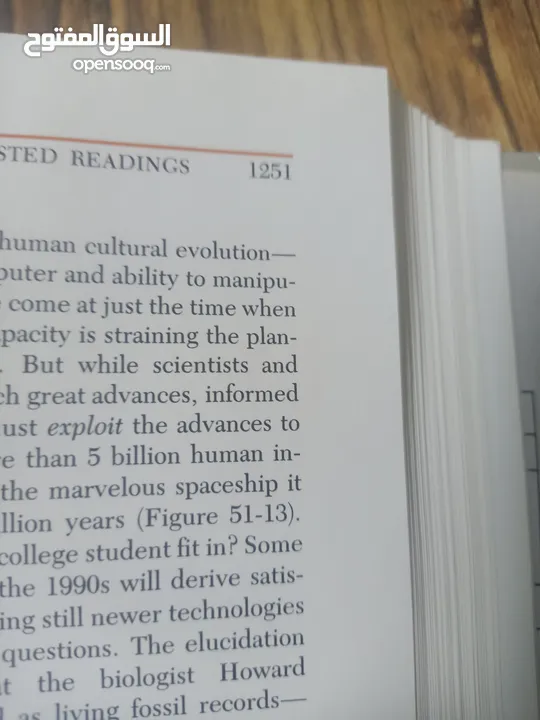 السوق المفتوح
opensooq.com
STED READINGS 1251
human cultural evolution—
puter and ability to manipu-
come at just the time when
pacity is straining the plan-
. But while scientists and
ch great advances, informed
ust exploit the advances to
e than 5 billion human in-
the marvelous spaceship it
llion years (Figure 51-13).
college student fit in? Some
the 1990s will derive satis-
ing still newer technologies
questions. The elucidation
t the biologist Howard
as living fossil records—